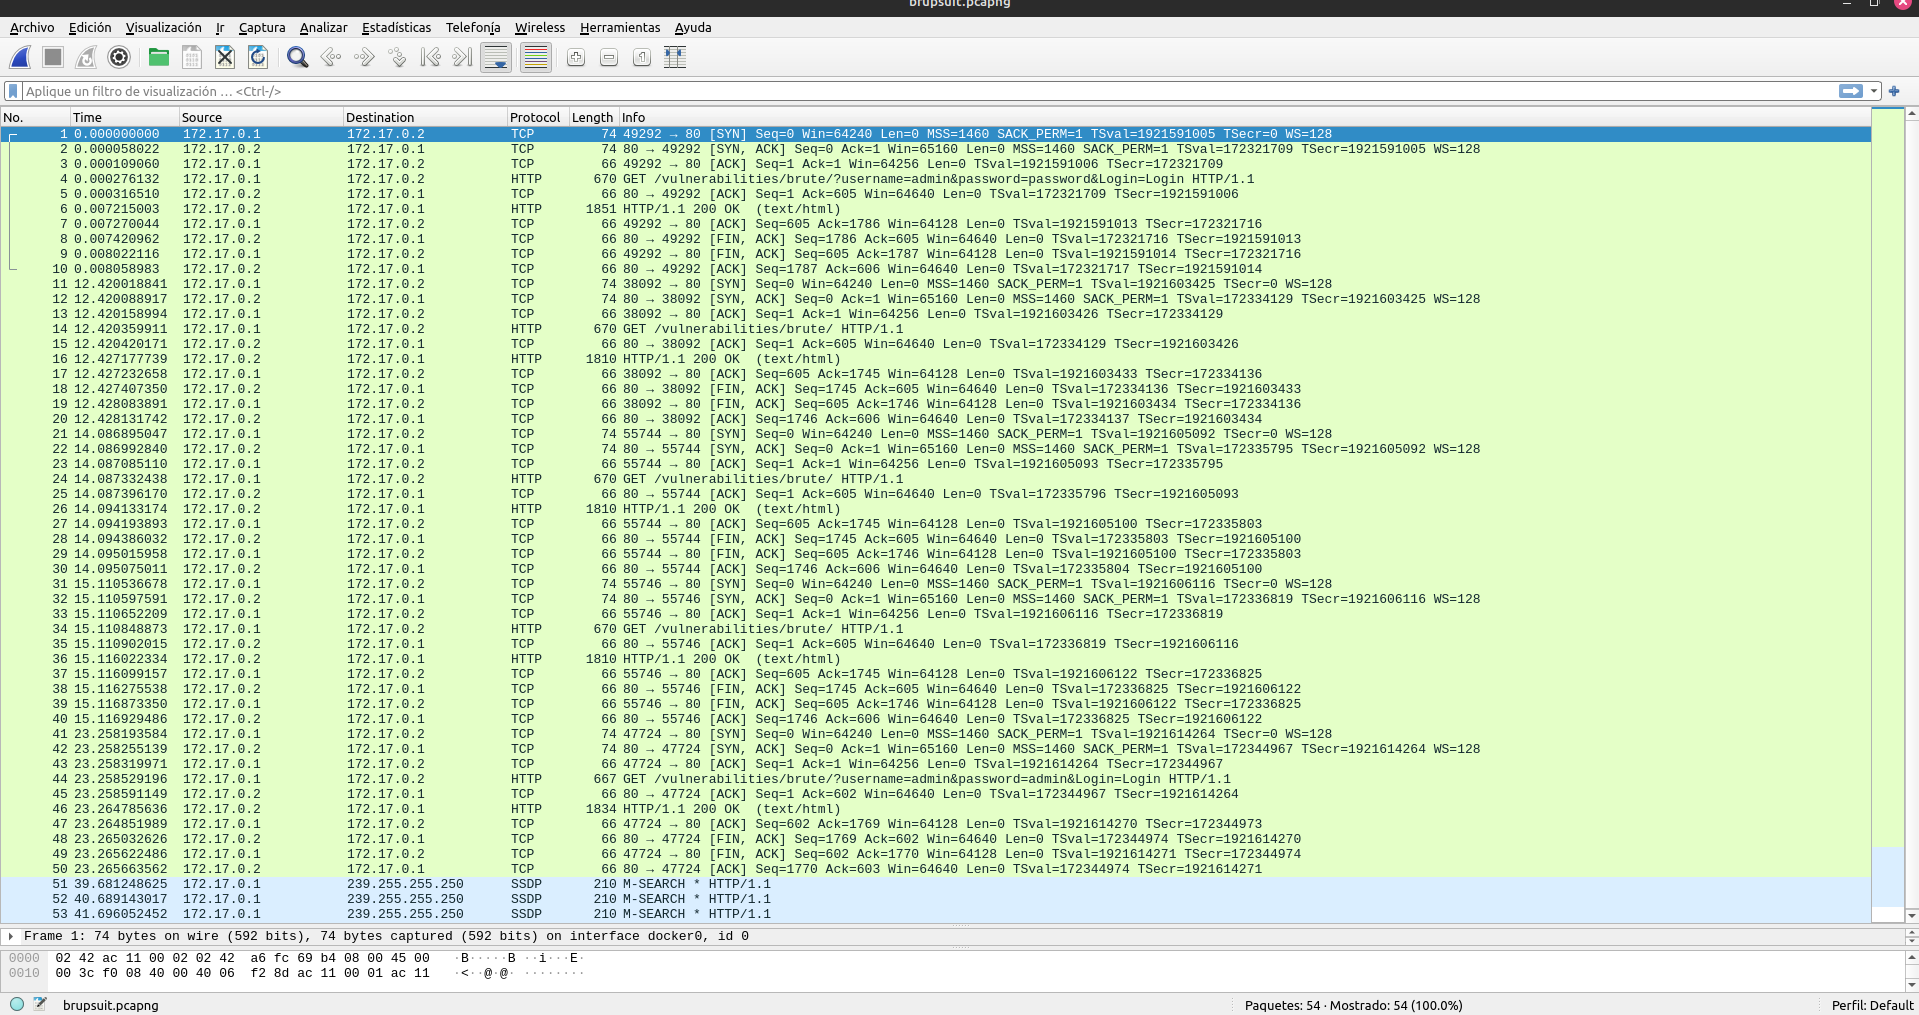 brupsuit.pcapng
Archivo Edición Visualización Ir Captura Analizar Estadísticas Telefonía Wireless Herramientas Ayuda
Aplique un filtro de visualización … <Ctrl-/>
No. Time Source Destination Protocol Length Info
1 0.000000000 172.17.0.1 172.17.0.2 TCP 74 49292 → 80 [SYN] Seq=0 Win=64240 Len=0 MSS=1460 SACK_PERM=1 TSval=1921591005 TSecr=0 WS=128
2 0.000058022 172.17.0.2 172.17.0.1 TCP 74 80 → 49292 [SYN, ACK] Seq=0 Ack=1 Win=65160 Len=0 MSS=1460 SACK_PERM=1 TSval=172321709 TSecr=1921591005 WS=128
3 0.000109060 172.17.0.1 172.17.0.2 TCP 66 49292 → 80 [ACK] Seq=1 Ack=1 Win=64256 Len=0 TSval=1921591006 TSecr=172321709
4 0.000276132 172.17.0.1 172.17.0.2 HTTP 670 GET /vulnerabilities/brute/?username=admin&password=password&Login=Login HTTP/1.1
5 0.000316510 172.17.0.2 172.17.0.1 TCP 66 80 → 49292 [ACK] Seq=1 Ack=605 Win=64640 Len=0 TSval=172321709 TSecr=1921591006
6 0.007215003 172.17.0.2 172.17.0.1 HTTP 1851 HTTP/1.1 200 OK (text/html)
7 0.007270044 172.17.0.1 172.17.0.2 TCP 66 49292 → 80 [ACK] Seq=605 Ack=1786 Win=64128 Len=0 TSval=1921591013 TSecr=172321716
8 0.007420962 172.17.0.2 172.17.0.1 TCP 66 80 → 49292 [FIN, ACK] Seq=1786 Ack=605 Win=64640 Len=0 TSval=172321716 TSecr=1921591013
9 0.008022116 172.17.0.1 172.17.0.2 TCP 66 49292 → 80 [FIN, ACK] Seq=605 Ack=1787 Win=64128 Len=0 TSval=1921591014 TSecr=172321716
10 0.008058983 172.17.0.2 172.17.0.1 TCP 66 80 → 49292 [ACK] Seq=1787 Ack=606 Win=64640 Len=0 TSval=172321717 TSecr=1921591014
11 12.420018841 172.17.0.1 172.17.0.2 TCP 74 38092 → 80 [SYN] Seq=0 Win=64240 Len=0 MSS=1460 SACK_PERM=1 TSval=1921603425 TSecr=0 WS=128
12 12.420088917 172.17.0.2 172.17.0.1 TCP 74 80 → 38092 [SYN, ACK] Seq=0 Ack=1 Win=65160 Len=0 MSS=1460 SACK_PERM=1 TSval=172334129 TSecr=1921603425 WS=128
13 12.420158994 172.17.0.1 172.17.0.2 TCP 66 38092 → 80 [ACK] Seq=1 Ack=1 Win=64256 Len=0 TSval=1921603426 TSecr=172334129
14 12.420359911 172.17.0.1 172.17.0.2 HTTP 670 GET /vulnerabilities/brute/ HTTP/1.1
15 12.420420171 172.17.0.2 172.17.0.1 TCP 66 80 → 38092 [ACK] Seq=1 Ack=605 Win=64640 Len=0 TSval=172334129 TSecr=1921603426
16 12.427177739 172.17.0.2 172.17.0.1 HTTP 1810 HTTP/1.1 200 OK (text/html)
17 12.427232658 172.17.0.1 172.17.0.2 TCP 66 38092 → 80 [ACK] Seq=605 Ack=1745 Win=64128 Len=0 TSval=1921603433 TSecr=172334136
18 12.427407350 172.17.0.2 172.17.0.1 TCP 66 80 → 38092 [FIN, ACK] Seq=1745 Ack=605 Win=64640 Len=0 TSval=172334136 TSecr=1921603433
19 12.428083891 172.17.0.1 172.17.0.2 TCP 66 38092 → 80 [FIN, ACK] Seq=605 Ack=1746 Win=64128 Len=0 TSval=1921603434 TSecr=172334136
20 12.428131742 172.17.0.2 172.17.0.1 TCP 66 80 → 38092 [ACK] Seq=1746 Ack=606 Win=64640 Len=0 TSval=172334137 TSecr=1921603434
21 14.086895047 172.17.0.1 172.17.0.2 TCP 74 55744 → 80 [SYN] Seq=0 Win=64240 Len=0 MSS=1460 SACK_PERM=1 TSval=1921605092 TSecr=0 WS=128
22 14.086992840 172.17.0.2 172.17.0.1 TCP 74 80 → 55744 [SYN, ACK] Seq=0 Ack=1 Win=65160 Len=0 MSS=1460 SACK_PERM=1 TSval=172335795 TSecr=1921605092 WS=128
23 14.087085110 172.17.0.1 172.17.0.2 TCP 66 55744 → 80 [ACK] Seq=1 Ack=1 Win=64256 Len=0 TSval=1921605093 TSecr=172335795
24 14.087332438 172.17.0.1 172.17.0.2 HTTP 670 GET /vulnerabilities/brute/ HTTP/1.1
25 14.087396170 172.17.0.2 172.17.0.1 TCP 66 80 → 55744 [ACK] Seq=1 Ack=605 Win=64640 Len=0 TSval=172335796 TSecr=1921605093
26 14.094133174 172.17.0.2 172.17.0.1 HTTP 1810 HTTP/1.1 200 OK (text/html)
27 14.094193893 172.17.0.1 172.17.0.2 TCP 66 55744 → 80 [ACK] Seq=605 Ack=1745 Win=64128 Len=0 TSval=1921605100 TSecr=172335803
28 14.094386032 172.17.0.2 172.17.0.1 TCP 66 80 → 55744 [FIN, ACK] Seq=1745 Ack=605 Win=64640 Len=0 TSval=172335803 TSecr=1921605100
29 14.095015958 172.17.0.1 172.17.0.2 TCP 66 55744 → 80 [FIN, ACK] Seq=605 Ack=1746 Win=64128 Len=0 TSval=1921605100 TSecr=172335803
30 14.095075011 172.17.0.2 172.17.0.1 TCP 66 80 → 55744 [ACK] Seq=1746 Ack=606 Win=64640 Len=0 TSval=172335804 TSecr=1921605100
31 15.110536678 172.17.0.1 172.17.0.2 TCP 74 55746 → 80 [SYN] Seq=0 Win=64240 Len=0 MSS=1460 SACK_PERM=1 TSval=1921606116 TSecr=0 WS=128
32 15.110597591 172.17.0.2 172.17.0.1 TCP 74 80 → 55746 [SYN, ACK] Seq=0 Ack=1 Win=65160 Len=0 MSS=1460 SACK_PERM=1 TSval=172336819 TSecr=1921606116 WS=128
33 15.110652209 172.17.0.1 172.17.0.2 TCP 66 55746 → 80 [ACK] Seq=1 Ack=1 Win=64256 Len=0 TSval=1921606116 TSecr=172336819
34 15.110848873 172.17.0.1 172.17.0.2 HTTP 670 GET /vulnerabilities/brute/ HTTP/1.1
35 15.110902015 172.17.0.2 172.17.0.1 TCP 66 80 → 55746 [ACK] Seq=1 Ack=605 Win=64640 Len=0 TSval=172336819 TSecr=1921606116
36 15.116022334 172.17.0.2 172.17.0.1 HTTP 1810 HTTP/1.1 200 OK (text/html)
37 15.116099157 172.17.0.1 172.17.0.2 TCP 66 55746 → 80 [ACK] Seq=605 Ack=1745 Win=64128 Len=0 TSval=1921606122 TSecr=172336825
38 15.116275538 172.17.0.2 172.17.0.1 TCP 66 80 → 55746 [FIN, ACK] Seq=1745 Ack=605 Win=64640 Len=0 TSval=172336825 TSecr=1921606122
39 15.116873350 172.17.0.1 172.17.0.2 TCP 66 55746 → 80 [FIN, ACK] Seq=605 Ack=1746 Win=64128 Len=0 TSval=1921606122 TSecr=172336825
40 15.116929486 172.17.0.2 172.17.0.1 TCP 66 80 → 55746 [ACK] Seq=1746 Ack=606 Win=64640 Len=0 TSval=172336825 TSecr=1921606122
41 23.258193584 172.17.0.1 172.17.0.2 TCP 74 47724 → 80 [SYN] Seq=0 Win=64240 Len=0 MSS=1460 SACK_PERM=1 TSval=1921614264 TSecr=0 WS=128
42 23.258255139 172.17.0.2 172.17.0.1 TCP 74 80 → 47724 [SYN, ACK] Seq=0 Ack=1 Win=65160 Len=0 MSS=1460 SACK_PERM=1 TSval=172344967 TSecr=1921614264 WS=128
43 23.258319971 172.17.0.1 172.17.0.2 TCP 66 47724 → 80 [ACK] Seq=1 Ack=1 Win=64256 Len=0 TSval=1921614264 TSecr=172344967
44 23.258529196 172.17.0.1 172.17.0.2 HTTP 667 GET /vulnerabilities/brute/?username=admin&password=admin&Login=Login HTTP/1.1
45 23.258591149 172.17.0.2 172.17.0.1 TCP 66 80 → 47724 [ACK] Seq=1 Ack=602 Win=64640 Len=0 TSval=172344967 TSecr=1921614264
46 23.264785636 172.17.0.2 172.17.0.1 HTTP 1834 HTTP/1.1 200 OK (text/html)
47 23.264851989 172.17.0.1 172.17.0.2 TCP 66 47724 → 80 [ACK] Seq=602 Ack=1769 Win=64128 Len=0 TSval=1921614270 TSecr=172344973
48 23.265032626 172.17.0.2 172.17.0.1 TCP 66 80 → 47724 [FIN, ACK] Seq=1769 Ack=602 Win=64640 Len=0 TSval=172344974 TSecr=1921614270
49 23.265622486 172.17.0.1 172.17.0.2 TCP 66 47724 → 80 [FIN, ACK] Seq=602 Ack=1770 Win=64128 Len=0 TSval=1921614271 TSecr=172344974
50 23.265663562 172.17.0.2 172.17.0.1 TCP 66 80 → 47724 [ACK] Seq=1770 Ack=603 Win=64640 Len=0 TSval=172344974 TSecr=1921614271
51 39.681248625 172.17.0.1 239.255.255.250 SSDP 210 M-SEARCH * HTTP/1.1
52 40.689143017 172.17.0.1 239.255.255.250 SSDP 210 M-SEARCH * HTTP/1.1
53 41.696052452 172.17.0.1 239.255.255.250 SSDP 210 M-SEARCH * HTTP/1.1
Frame 1: 74 bytes on wire (592 bits), 74 bytes captured (592 bits) on interface docker0, id 0
0000 02 42 ac 11 00 02 02 42 a6 fc 69 b4 08 00 45 00 ·B·····B ··i···E·
0010 00 3c f0 08 40 00 40 06 f2 8d ac 11 00 01 ac 11 ·<··@·@· ········
brupsuit.pcapng Paquetes: 54 · Mostrado: 54 (100.0%) Perfil: Default